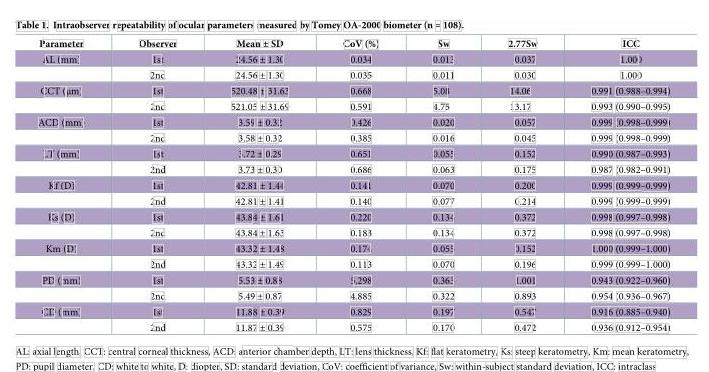 Table 1. Intraobserver repeatability of ocular parameters measured by Tomey OA-2000 biometer (n = 108).
Parameter Observer Mean ± SD CoV (%) Sw 2.77Sw ICC
AL (mm) 1st 24.56 ± 1.30 0.034 0.013 0.037 1.000
2nd 24.56 ± 1.30 0.035 0.011 0.030 1.000
CCT (μm) 1st 520.48 ± 31.63 0.668 5.08 14.06 0.991 (0.988–0.994)
2nd 521.05 ± 31.69 0.591 4.75 13.17 0.993 (0.990–0.995)
ACD (mm) 1st 0.426 0.020 0.057 0.999 (0.998–0.999)
2nd 3.58 ± 0.32 0.385 0.016 0.045 0.999 (0.998–0.999)
LT (mm) 1st 3.72 ± 0.29 0.651 0.055 0.152 0.990 (0.987–0.993)
2nd 3.73 ± 0.30 0.686 0.063 0.175 0.987 (0.982–0.991)
Kf (D) 1st 42.81 ± 1.44 0.141 0.070 0.200 0.999 (0.999–0.999)
2nd 42.81 ± 1.41 0.140 0.077 0.214 0.999 (0.999–0.999)
Ks (D) 1st 43.84 ± 1.61 0.220 0.134 0.372 0.998 (0.997–0.998)
2nd 43.84 ± 1.63 0.183 0.134 0.372 0.998 (0.997–0.998)
Km (D) 1st 43.32 ± 1.48 0.055 0.152 1.000 (0.999–1.000)
2nd 43.32 ± 1.49 0.113 0.070 0.196 0.999 (0.999–1.000)
PD (mm) 1st 5.53 ± 0.88 5.298 0.363 1.001 0.943 (0.922–0.960)
2nd 5.49 ± 0.87 4.885 0.322 0.893 0.954 (0.936–0.967)
CD (mm) 1st 11.88 ± 0.39 0.829 0.197 0.547 0.916 (0.885–0.940)
2nd 11.87 ± 0.39 0.575 0.170 0.472 0.936 (0.912–0.954)
AL: axial length, CCT: central corneal thickness, ACD: anterior chamber depth, LT: lens thickness, Kf: flat keratometry, Ks: steep keratometry, Km: mean keratometry,
PD: pupil diameter, CD: white to white, D: diopter, SD: standard deviation, CoV: coefficient of variance, Sw: within-subject standard deviation, ICC: intraclass